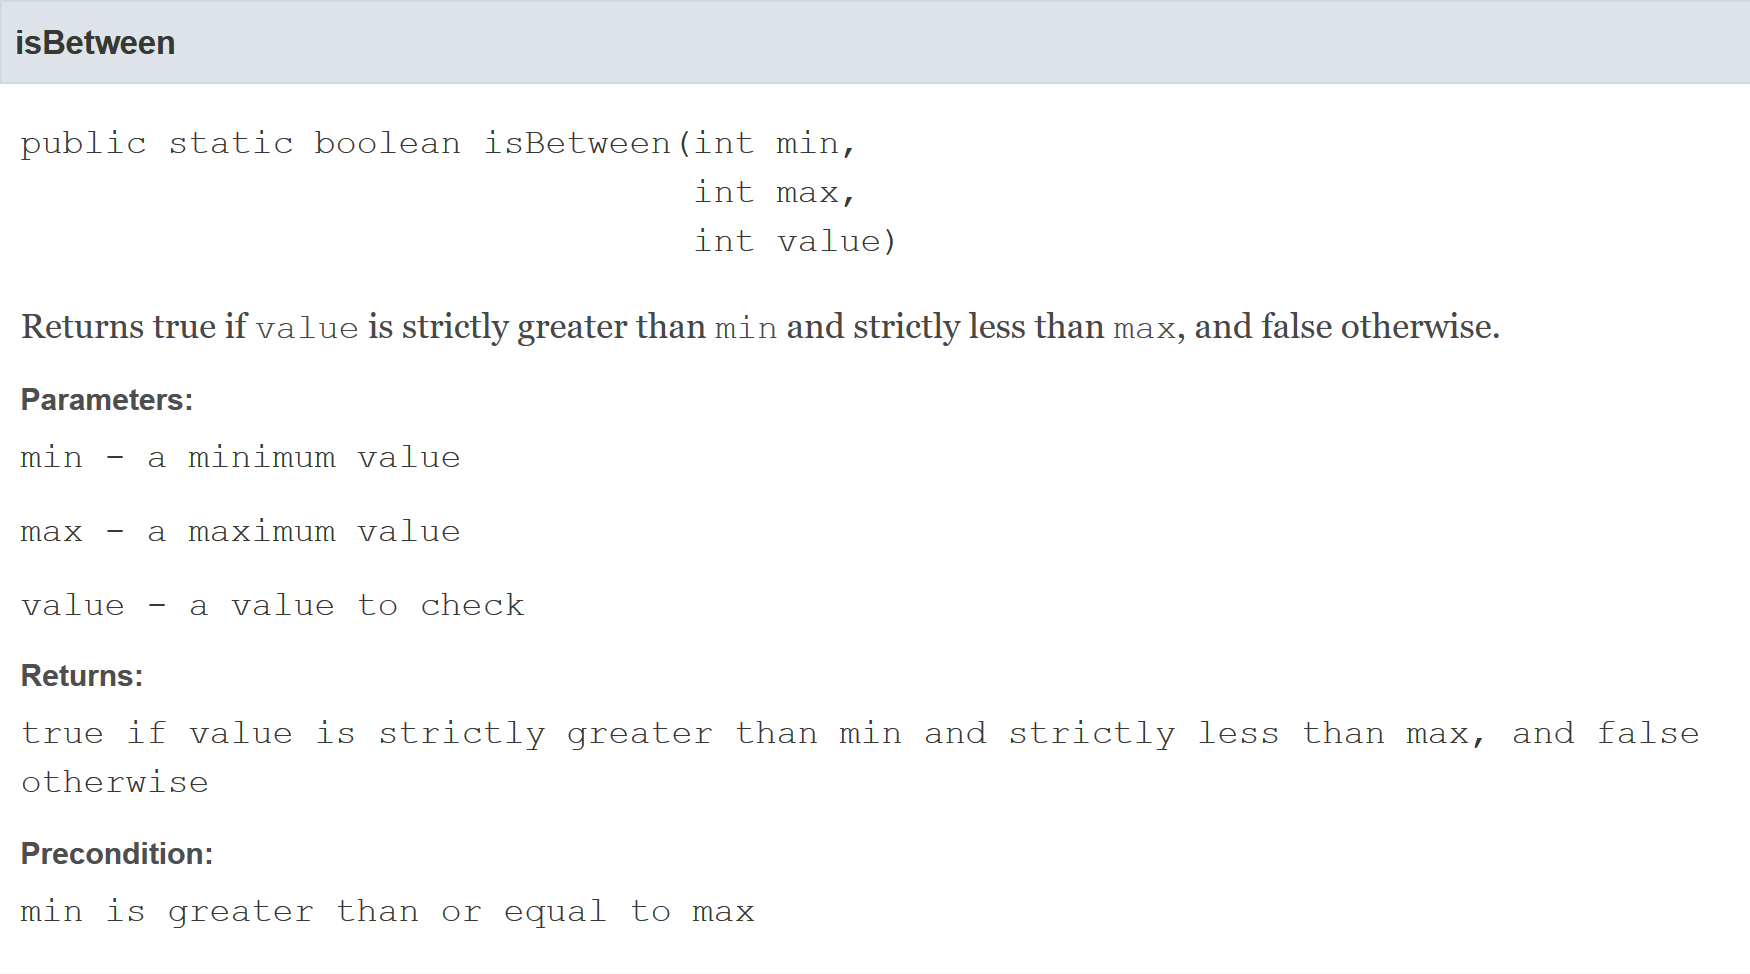 isBetween
public static boolean isBetween(int min,
int max,
int value)
Returns true if value is strictly greater than min and strictly less than max, and false otherwise.
Parameters:
min - a minimum value
max - a maximum value
value - a value to check
Returns:
true if value is strictly greater than min and strictly less than max, and false
otherwise
Precondition:
min is greater than or equal to max